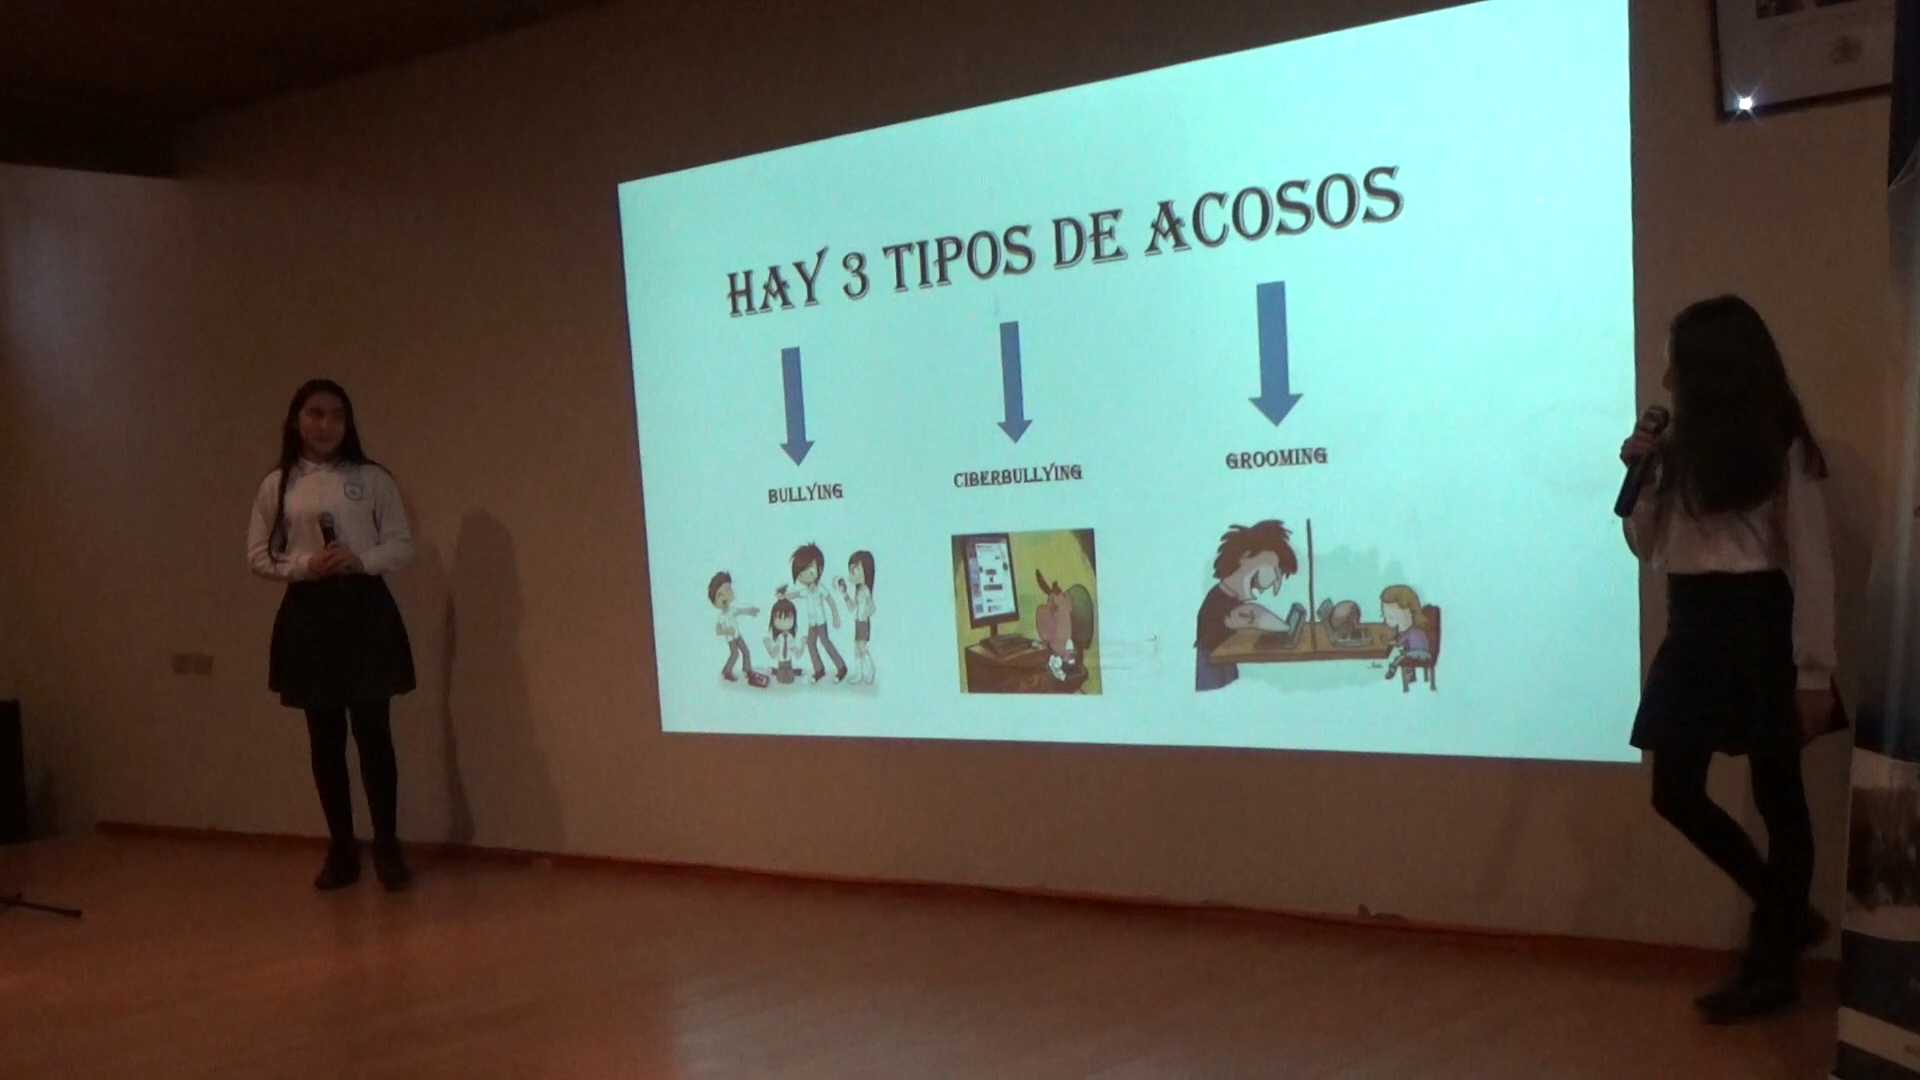 HAY 3 TIPOS DE ACOSOS
BULLYING
CIBERBULLYING
GROOMING